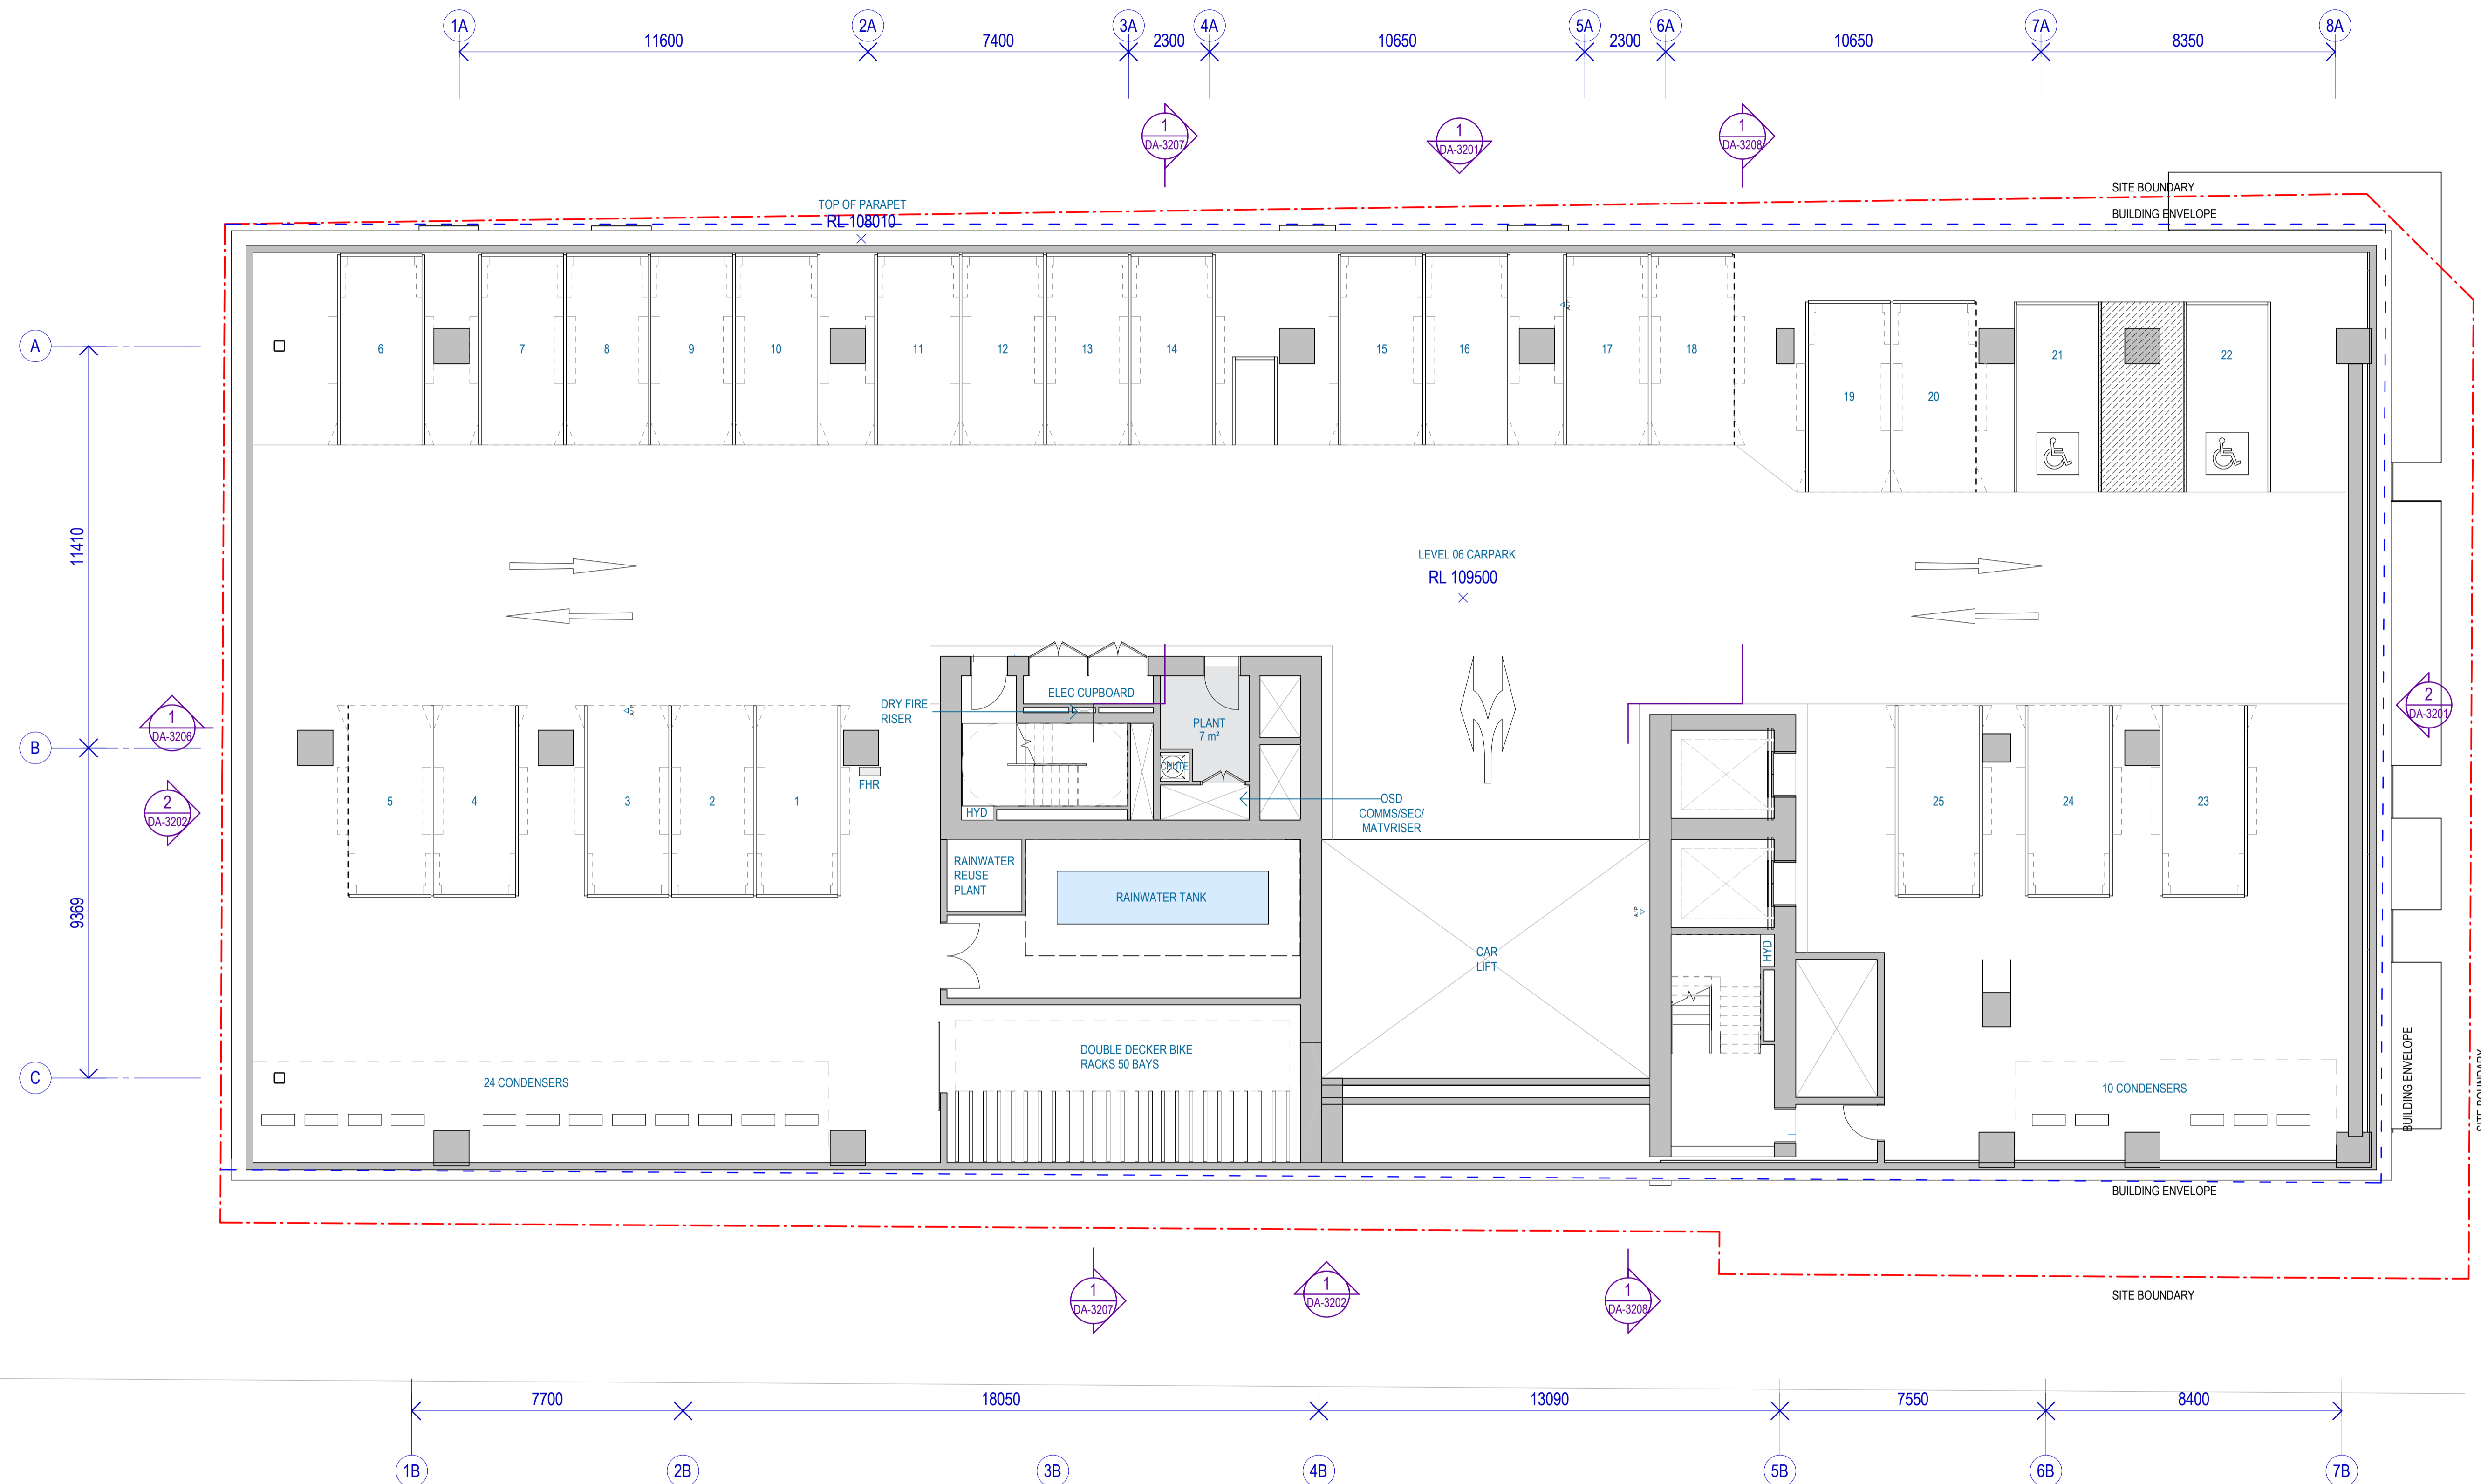 1A 2A 3A 4A 5A 6A 7A 8A
11600 7400 2300 10650 2300 10650 8350
1 1 1
DA-3207 DA-3201 DA-3208
SITE BOUNDARY
TOP OF PARAPET
RL 108010
BUILDING ENVELOPE
A
6 7 8 9 10 11 12 13 14 15 16 17 18
21 22
19 20
A/P
11410
LEVEL 06 CARPARK
RL 109500
ELEC CUPBOARD
DRY FIRE
RISER
PLANT
7 m²
A/P
1
DA-3206
2
DA-3201
B
CHUTE
FHR
5 4 3 2 1
25 24 23
2
DA-3202
HYD
OSD
COMMS/SEC/
MATVRISER
RAINWATER
REUSE
PLANT
RAINWATER TANK
9369
A/P
CAR
LIFT
HYD
DOUBLE DECKER BIKE
RACKS 50 BAYS
C
24 CONDENSERS
10 CONDENSERS
BUILDING ENVELOPE
SITE BOUNDARY
BUILDING ENVELOPE
1 1 1
DA-3207 DA-3202 DA-3208
SITE BOUNDARY
7700 18050 13090 7550 8400
1B 2B 3B 4B 5B 6B 7B